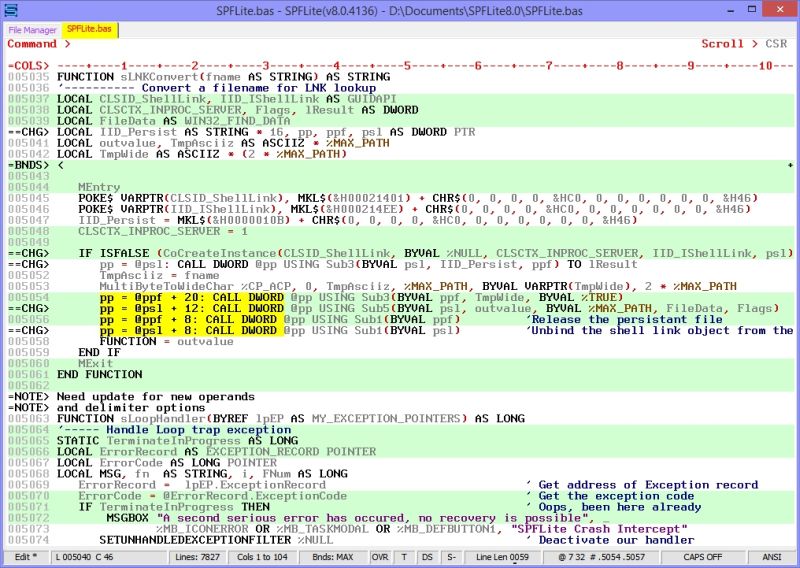 SPFLite.bas - SPFLite(v8.0.4136) - D:\Documents\SPFLite8.0\SPFLite.bas
File Manager SPFLite.bas
Command > Scroll > CSR
=COLS> ----+----1----+----2----+----3----+----4----+----5----+----6----+----7----+----8----+----9----+----10---
005035 FUNCTION sLNKConvert(fname AS STRING) AS STRING
005036 '---------- Convert a filename for LNK lookup
005037 LOCAL CLSID_ShellLink, IID_IShellLink AS GUIDAPI
005038 LOCAL CLSCTX_INPROC_SERVER, Flags, lResult AS DWORD
005039 LOCAL FileData AS WIN32_FIND_DATA
==CHG> LOCAL IID_Persist AS STRING * 16, pp, ppf, psl AS DWORD PTR
005041 LOCAL outvalue, TmpAsciiz AS ASCIIZ * %MAX_PATH
005042 LOCAL TmpWide AS ASCIIZ * (2 * %MAX_PATH)
=BNDS> < +
005043
005044 MEntry
005045 POKE$ VARPTR(CLSID_ShellLink), MKL$(&H00021401) + CHR$(0, 0, 0, 0, &HC0, 0, 0, 0, 0, 0, 0, &H46)
005046 POKE$ VARPTR(IID_IShellLink), MKL$(&H000214EE) + CHR$(0, 0, 0, 0, &HC0, 0, 0, 0, 0, 0, 0, &H46)
005047 IID_Persist = MKL$(&H0000010B) + CHR$(0, 0, 0, 0, &HC0, 0, 0, 0, 0, 0, 0, &H46)
005048 CLSCTX_INPROC_SERVER = 1
005049
==CHG> IF ISFALSE (CoCreateInstance(CLSID_ShellLink, BYVAL %NULL, CLSCTX_INPROC_SERVER, IID_IShellLink, psl)
==CHG> pp = @psl: CALL DWORD @pp USING Sub3(BYVAL psl, IID_Persist, ppf) TO lResult
005052 TmpAsciiz = fname
005053 MultiByteToWideChar %CP_ACP, 0, TmpAsciiz, %MAX_PATH, BYVAL VARPTR(TmpWide), 2 * %MAX_PATH
005054 pp = @ppf + 20: CALL DWORD @pp USING Sub3(BYVAL ppf, TmpWide, BYVAL %TRUE)
==CHG> pp = @psl + 12: CALL DWORD @pp USING Sub5(BYVAL psl, outvalue, BYVAL %MAX_PATH, FileData, Flags)
005056 pp = @ppf + 8: CALL DWORD @pp USING Sub1(BYVAL ppf) 'Release the persistant file
==CHG> pp = @psl + 8: CALL DWORD @pp USING Sub1(BYVAL psl) 'Unbind the shell link object from the
005058 FUNCTION = outvalue
005059 END IF
005060 MExit
005061 END FUNCTION
005062
=NOTE> Need update for new operands
=NOTE> and delimiter options
005063 FUNCTION sLoopHandler(BYREF lpEP AS MY_EXCEPTION_POINTERS) AS LONG
005064 '----- Handle Loop trap exception
005065 STATIC TerminateInProgress AS LONG
005066 LOCAL ErrorRecord AS EXCEPTION_RECORD POINTER
005067 LOCAL ErrorCode AS LONG POINTER
005068 LOCAL MSG, fn AS STRING, i, FNum AS LONG
005069 ErrorRecord = lpEP.ExceptionRecord ' Get address of Exception record
005070 ErrorCode = @ErrorRecord.ExceptionCode ' Get the exception code
005071 IF TerminateInProgress THEN ' Oops, been here already
005072 MSGBOX "A second serious error has occured, no recovery is possible", _
005073 %MB_ICONERROR OR %MB_TASKMODAL OR %MB_DEFBUTTON1, "SPFLite Crash Intercept"
005074 SETUNHANDLEDEXCEPTIONFILTER %NULL ' Deactivate our handler
Edit * L 005040 C 46 Lines: 7827 Cols 1 to 104 Bnds: MAX OVR T DS S- Line Len 0059 @ 7 32 # .5054 .5057 CAPS OFF ANSI